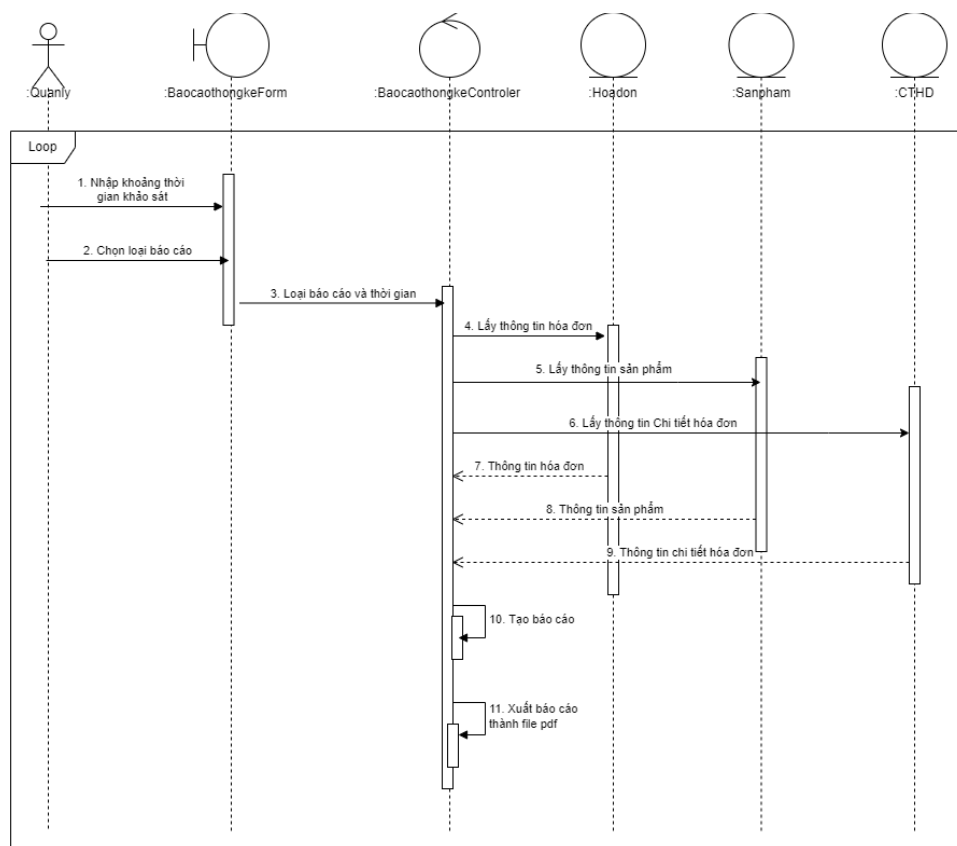 :Quanly
:BaocaothongkeForm
:BaocaothongkeControler
:Hoadon
:Sanpham
:CTHD
Loop
1. Nhập khoảng thời
gian khảo sát
2. Chọn loại báo cáo
3. Loại báo cáo và thời gian
4. Lấy thông tin hóa đơn
5. Lấy thông tin sản phẩm
6. Lấy thông tin Chi tiết hóa đơn
7. Thông tin hóa đơn
8. Thông tin sản phẩm
9. Thông tin chi tiết hóa đơn
10. Tạo báo cáo
11. Xuất báo cáo
thành file pdf